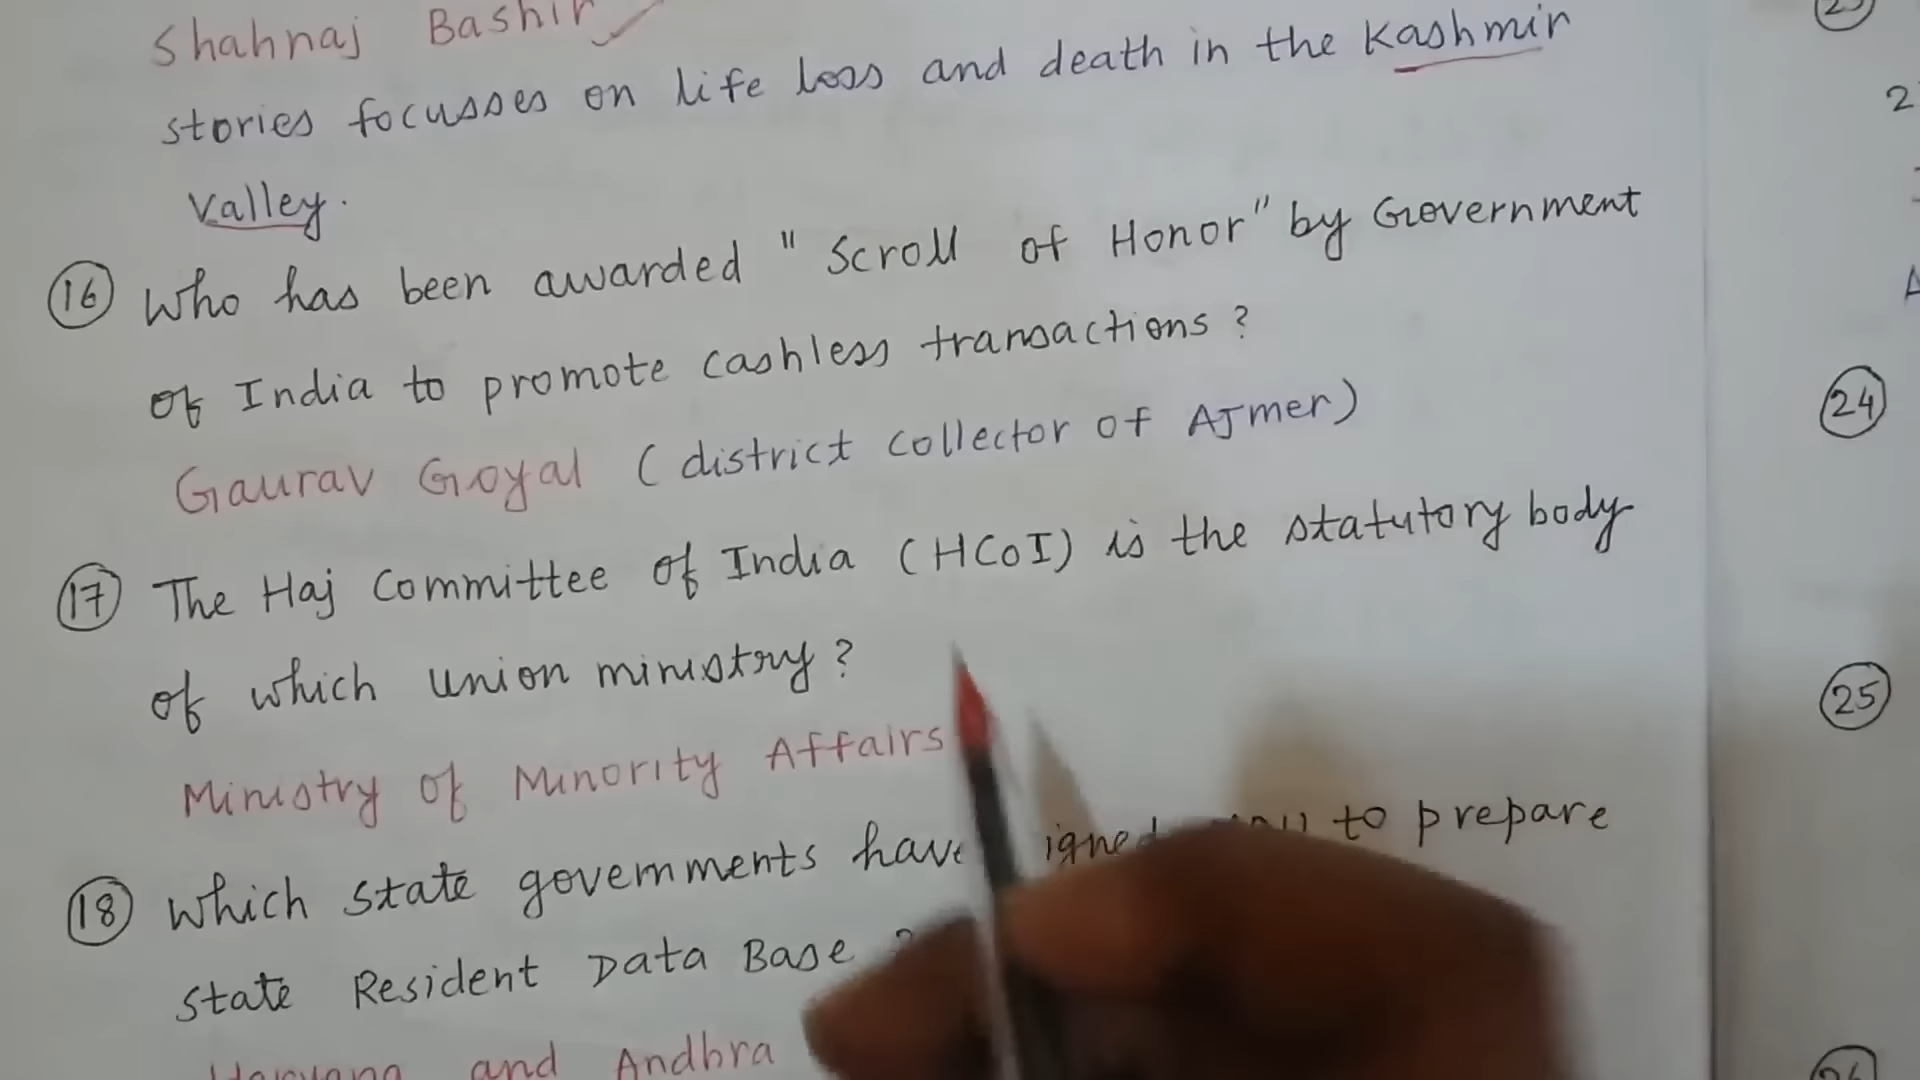 Shahnaj Bashir
stories focusses on life loss and death in the Kashmir
Valley.
16 Who has been awarded "Scroll of Honor" by Government
of India to promote cashless transactions?
Gaurav Goyal (district collector of AJmer)
17 The Haj Committee of India (HCoI) is the statutory body
of which union ministry?
Ministry of Minority Affairs
18 Which state governments have to prepare
state Resident Data Base ?
Haryana and Andhra
24
25